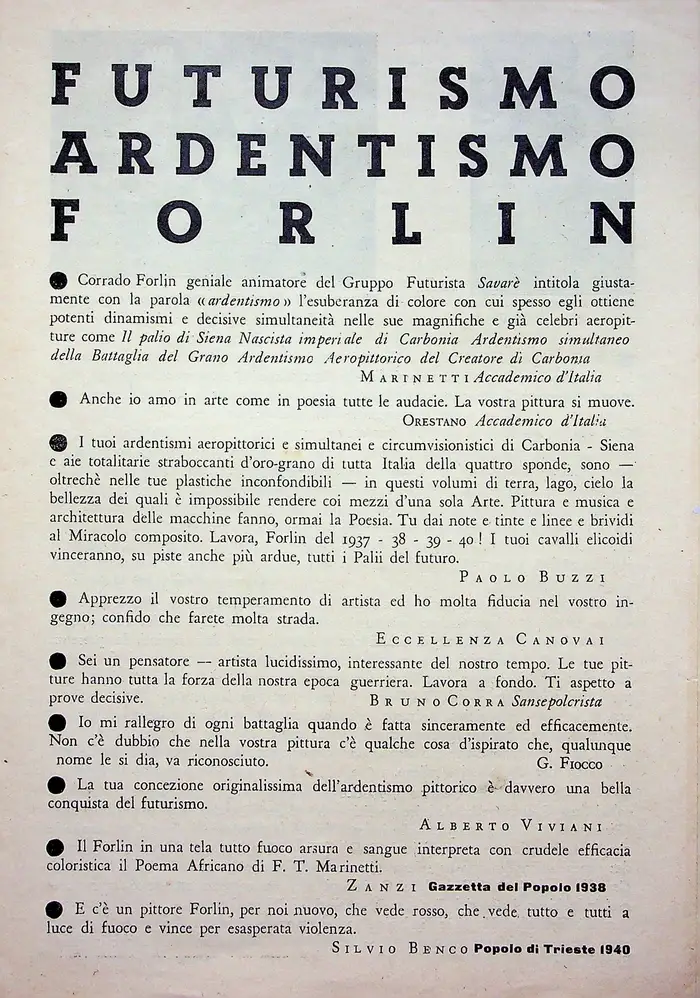 FUTURISMO
ARDENTISMO
FORLIN
● Corrado Forlin geniale animatore del Gruppo Futurista Savarè intitola giusta-
mente con la parola «ardentismo» l'esuberanza di colore con cui spesso egli ottiene
potenti dinamismi e decisive simultaneità nelle sue magnifiche e già celebri aeropit-
ture come Il palio di Siena Nascista imperiale di Carbonia Ardentismo simultaneo
della Battaglia del Grano Ardentismo Aeropittorico del Creatore di Carbonia
MARINETTI Accademico d'Italia
● Anche io amo in arte come in poesia tutte le audacie. La vostra pittura si muove.
ORESTANO Accademico d'Italia
● I tuoi ardentismi aeropittorici e simultanei e circumvisionistici di Carbonia - Siena
e aie totalitarie straboccanti d'oro-grano di tutta Italia della quattro sponde, sono —
oltrechè nelle tue plastiche inconfondibili — in questi volumi di terra, lago, cielo la
bellezza dei quali è impossibile rendere coi mezzi d'una sola Arte. Pittura e musica e
architettura delle macchine fanno, ormai la Poesia. Tu dai note e tinte e linee e brividi
al Miracolo composito. Lavora, Forlin del 1937 - 38 - 39 - 40! I tuoi cavalli elicoidi
vinceranno, su piste anche più ardue, tutti i Palii del futuro.
PAOLO BUZZI
● Apprezzo il vostro temperamento di artista ed ho molta fiducia nel vostro in-
gegno; confido che farete molta strada.
ECCELLENZA CANOVAI
● Sei un pensatore — artista lucidissimo, interessante del nostro tempo. Le tue pit-
ture hanno tutta la forza della nostra epoca guerriera. Lavora a fondo. Ti aspetto a
prove decisive. BRUNO CORRA Sansepolcrista
● Io mi rallegro di ogni battaglia quando è fatta sinceramente ed efficacemente.
Non c'è dubbio che nella vostra pittura c'è qualche cosa d'ispirato che, qualunque
nome le si dia, va riconosciuto. G. FIOCCO
● La tua concezione originalissima dell'ardentismo pittorico è davvero una bella
conquista del futurismo.
ALBERTO VIVIANI
● Il Forlin in una tela tutto fuoco arsura e sangue interpreta con crudele efficacia
coloristica il Poema Africano di F. T. Marinetti.
ZANZI Gazzetta del Popolo 1938
● E c'è un pittore Forlin, per noi nuovo, che vede rosso, che vede tutto e tutti a
luce di fuoco e vince per esasperata violenza.
SILVIO BENCO Popolo di Trieste 1940